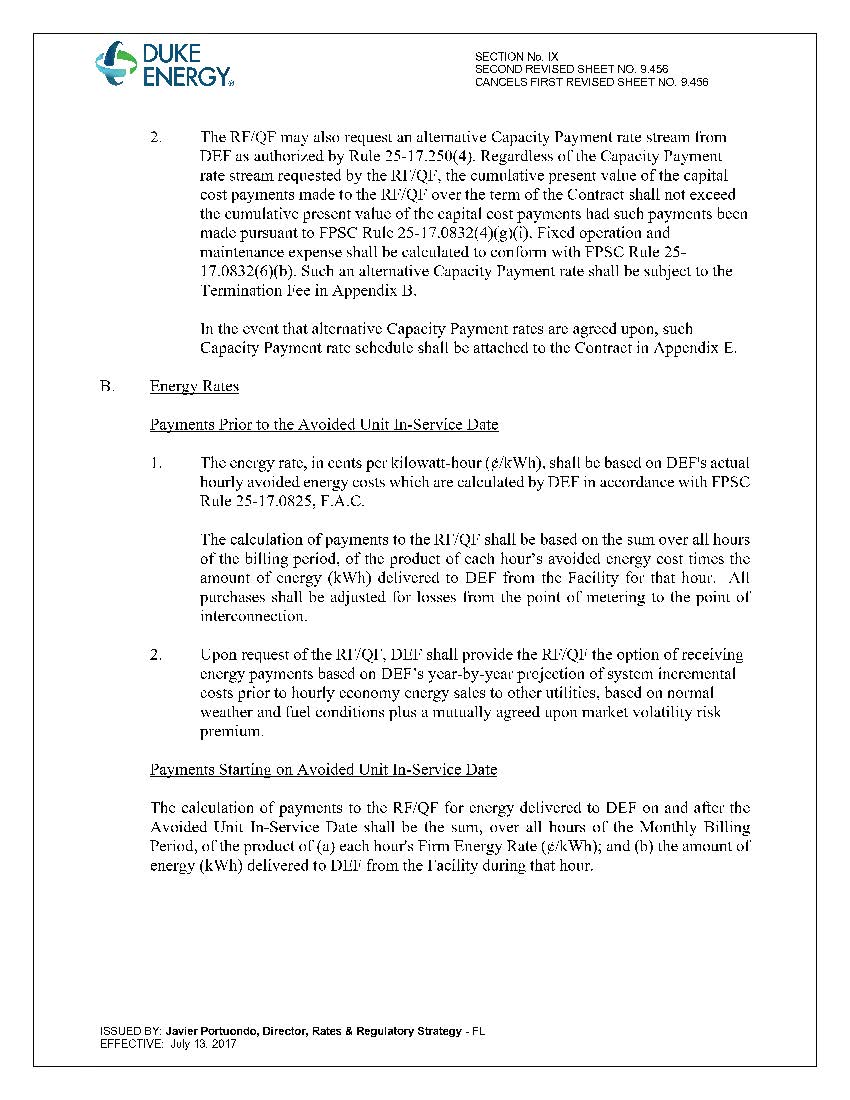 DUKE
ENERGY®
SECTION No. IX
SECOND REVISED SHEET NO. 9.456
CANCELS FIRST REVISED SHEET NO. 9.456
2. The RF/QF may also request an alternative Capacity Payment rate stream from
DEF as authorized by Rule 25-17.250(4). Regardless of the Capacity Payment
rate stream requested by the RF/QF, the cumulative present value of the capital
cost payments made to the RF/QF over the term of the Contract shall not exceed
the cumulative present value of the capital cost payments had such payments been
made pursuant to FPSC Rule 25-17.0832(4)(g)(i). Fixed operation and
maintenance expense shall be calculated to conform with FPSC Rule 25-
17.0832(6)(b). Such an alternative Capacity Payment rate shall be subject to the
Termination Fee in Appendix B.
In the event that alternative Capacity Payment rates are agreed upon, such
Capacity Payment rate schedule shall be attached to the Contract in Appendix E.
B. Energy Rates
Payments Prior to the Avoided Unit In-Service Date
1. The energy rate, in cents per kilowatt-hour (¢/kWh), shall be based on DEF's actual
hourly avoided energy costs which are calculated by DEF in accordance with FPSC
Rule 25-17.0825, F.A.C.
The calculation of payments to the RF/QF shall be based on the sum over all hours
of the billing period, of the product of each hour's avoided energy cost times the
amount of energy (kWh) delivered to DEF from the Facility for that hour. All
purchases shall be adjusted for losses from the point of metering to the point of
interconnection.
2. Upon request of the RF/QF, DEF shall provide the RF/QF the option of receiving
energy payments based on DEF's year-by-year projection of system incremental
costs prior to hourly economy energy sales to other utilities, based on normal
weather and fuel conditions plus a mutually agreed upon market volatility risk
premium.
Payments Starting on Avoided Unit In-Service Date
The calculation of payments to the RF/QF for energy delivered to DEF on and after the
Avoided Unit In-Service Date shall be the sum, over all hours of the Monthly Billing
Period, of the product of (a) each hour's Firm Energy Rate (¢/kWh); and (b) the amount of
energy (kWh) delivered to DEF from the Facility during that hour.
ISSUED BY: Javier Portuondo, Director, Rates & Regulatory Strategy - FL
EFFECTIVE: July 13, 2017